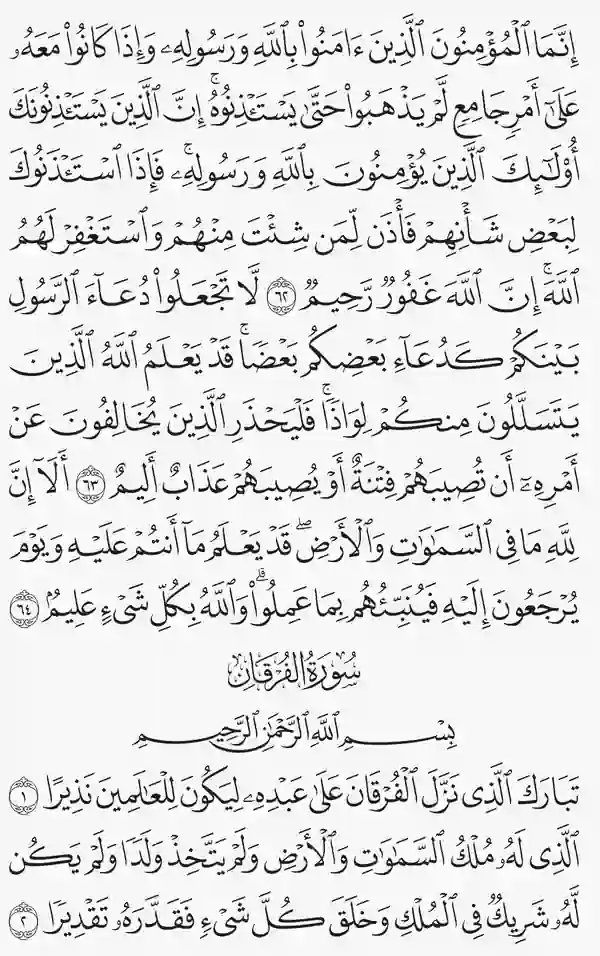 إِنَّمَا ٱلْمُؤْمِنُونَ ٱلَّذِينَ ءَامَنُوا۟ بِٱللَّهِ وَرَسُولِهِۦ وَإِذَا كَانُوا۟ مَعَهُۥ
عَلَىٰٓ أَمْرٍ جَامِعٍ لَّمْ يَذْهَبُوا۟ حَتَّىٰ يَسْتَـْٔذِنُوهُ ۚ إِنَّ ٱلَّذِينَ يَسْتَـْٔذِنُونَكَ
أُو۟لَٰٓئِكَ ٱلَّذِينَ يُؤْمِنُونَ بِٱللَّهِ وَرَسُولِهِۦ ۚ فَإِذَا ٱسْتَـْٔذَنُوكَ
لِبَعْضِ شَأْنِهِمْ فَأْذَن لِّمَن شِئْتَ مِنْهُمْ وَٱسْتَغْفِرْ لَهُمُ
ٱللَّهَ ۚ إِنَّ ٱللَّهَ غَفُورٌ رَّحِيمٌ ٦٢ لَّا تَجْعَلُوا۟ دُعَآءَ ٱلرَّسُولِ
بَيْنَكُمْ كَدُعَآءِ بَعْضِكُم بَعْضًا ۚ قَدْ يَعْلَمُ ٱللَّهُ ٱلَّذِينَ
يَتَسَلَّلُونَ مِنكُمْ لِوَاذًا ۚ فَلْيَحْذَرِ ٱلَّذِينَ يُخَالِفُونَ عَنْ
أَمْرِهِۦٓ أَن تُصِيبَهُمْ فِتْنَةٌ أَوْ يُصِيبَهُمْ عَذَابٌ أَلِيمٌ ٦٣ أَلَآ إِنَّ
لِلَّهِ مَا فِى ٱلسَّمَٰوَٰتِ وَٱلْأَرْضِ ۖ قَدْ يَعْلَمُ مَآ أَنتُمْ عَلَيْهِ وَيَوْمَ
يُرْجَعُونَ إِلَيْهِ فَيُنَبِّئُهُم بِمَا عَمِلُوا۟ ۗ وَٱللَّهُ بِكُلِّ شَىْءٍ عَلِيمٌۢ ٦٤
سُورَةُ الفُرْقَانِ
بِسْمِ ٱللَّهِ ٱلرَّحْمَٰنِ ٱلرَّحِيمِ
تَبَارَكَ ٱلَّذِى نَزَّلَ ٱلْفُرْقَانَ عَلَىٰ عَبْدِهِۦ لِيَكُونَ لِلْعَٰلَمِينَ نَذِيرًا ١
ٱلَّذِى لَهُۥ مُلْكُ ٱلسَّمَٰوَٰتِ وَٱلْأَرْضِ وَلَمْ يَتَّخِذْ وَلَدًا وَلَمْ يَكُن
لَّهُۥ شَرِيكٌ فِى ٱلْمُلْكِ وَخَلَقَ كُلَّ شَىْءٍ فَقَدَّرَهُۥ تَقْدِيرًا ٢